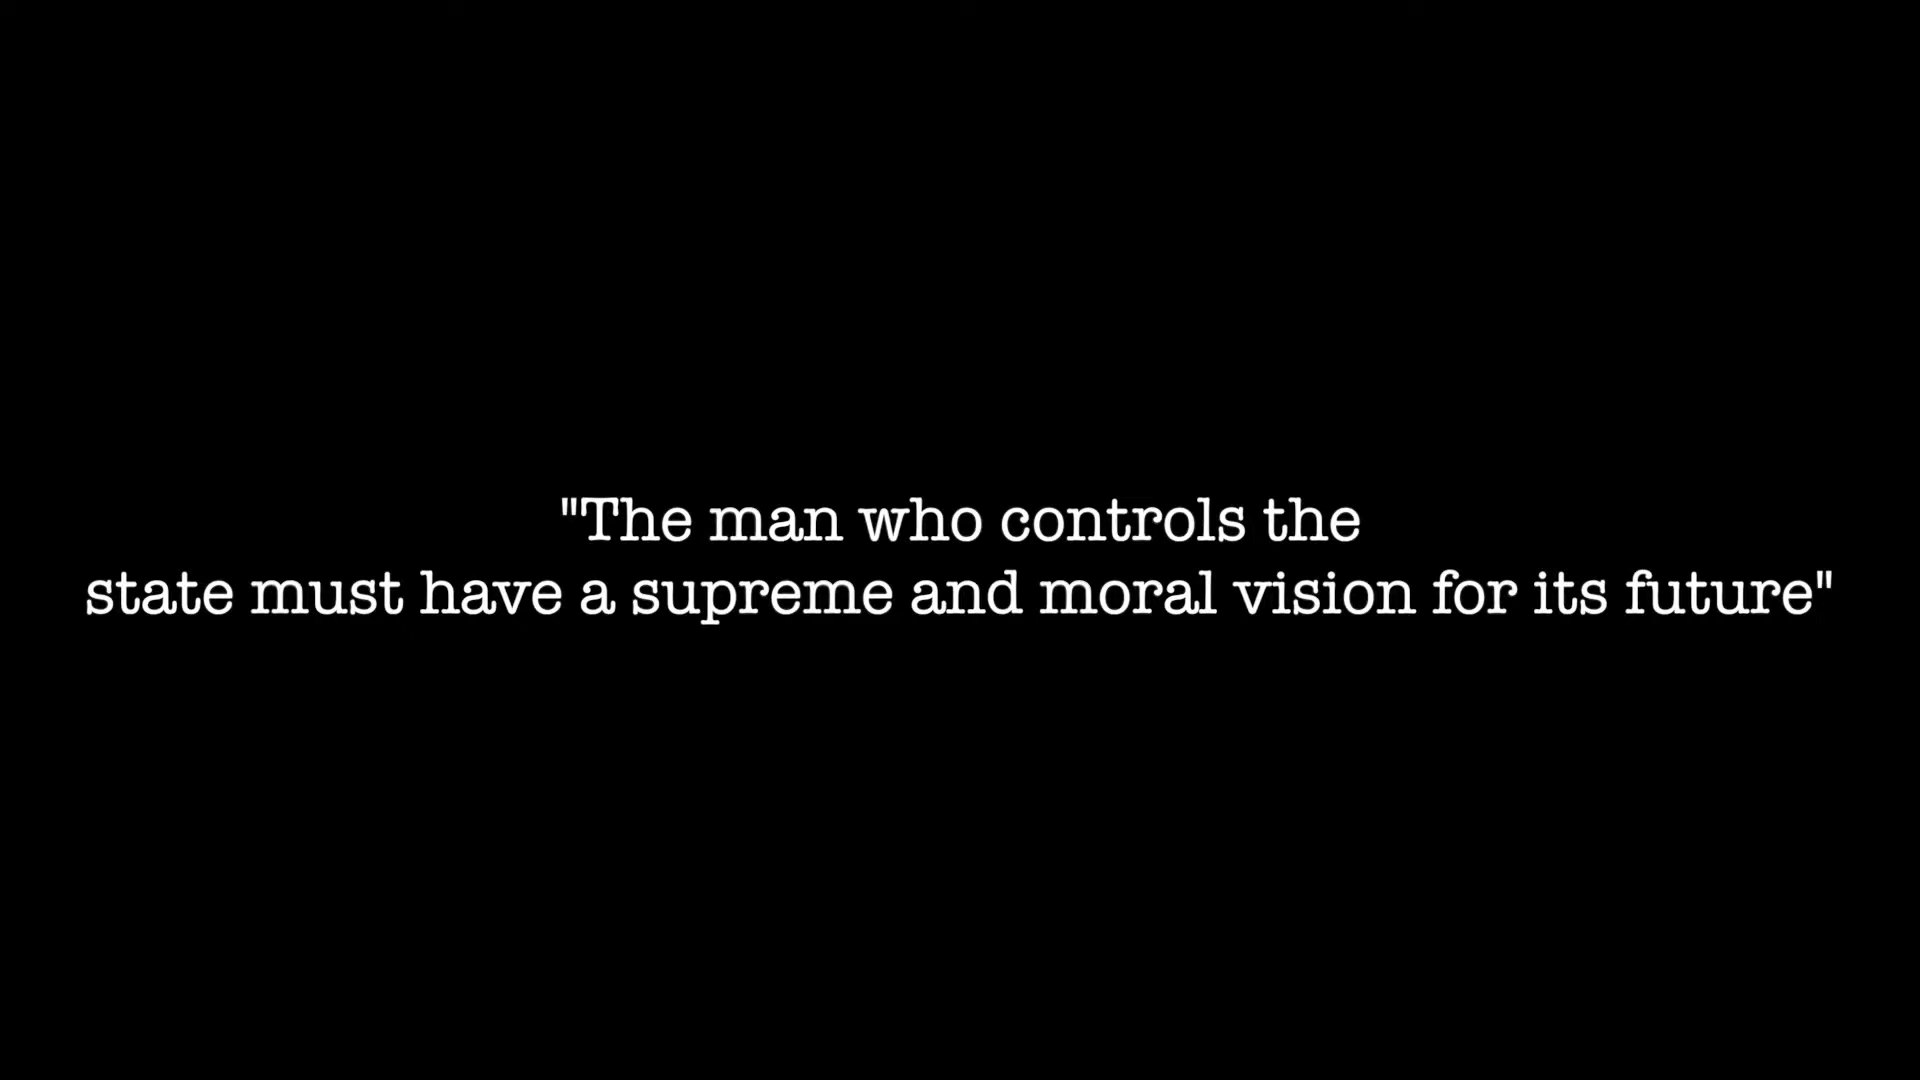 "The man who controls the
state must have a supreme and moral vision for its future"